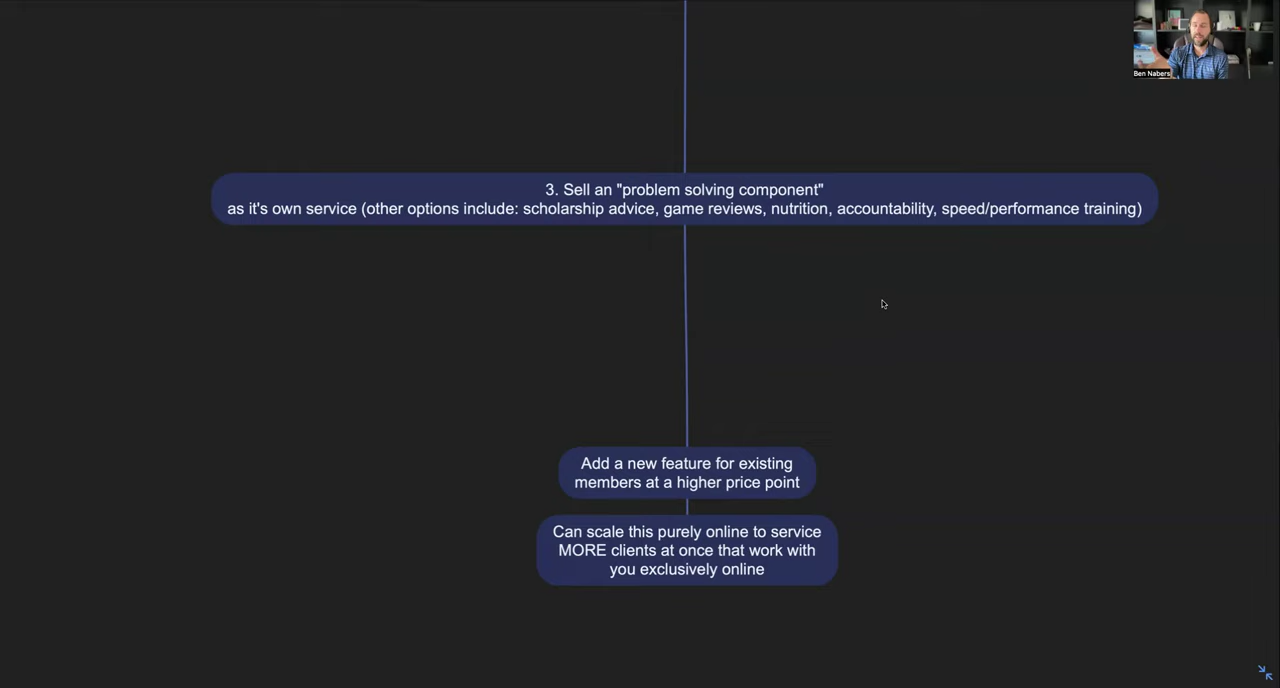 Ben Nabers
3. Sell an "problem solving component"
as it's own service (other options include: scholarship advice, game reviews, nutrition, accountability, speed/performance training)
Add a new feature for existing
members at a higher price point
Can scale this purely online to service
MORE clients at once that work with
you exclusively online